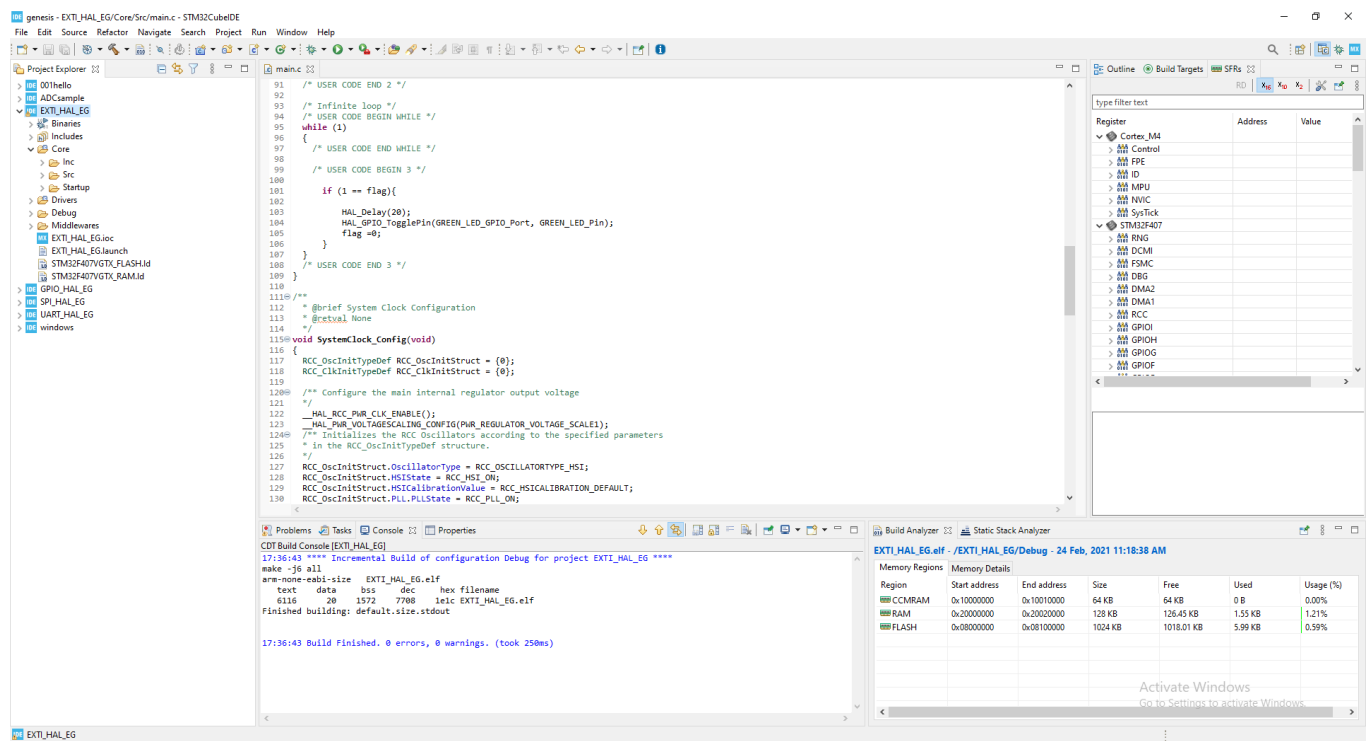 genesis - EXTI_HAL_EG/Core/Src/main.c - STM32CubeIDE
File Edit Source Refactor Navigate Search Project Run Window Help
Project Explorer
001hello
ADCsample
EXTI_HAL_EG
Binaries
Includes
Core
Inc
Src
Startup
Drivers
Debug
Middlewares
EXTI_HAL_EG.ioc
EXTI_HAL_EG.launch
STM32F407VGTX_FLASH.ld
STM32F407VGTX_RAM.ld
GPIO_HAL_EG
SPI_HAL_EG
UART_HAL_EG
windows
main.c
91 /* USER CODE END 2 */
92
93 /* Infinite loop */
94 /* USER CODE BEGIN WHILE */
95 while (1)
96 {
97 /* USER CODE END WHILE */
98
99 /* USER CODE BEGIN 3 */
100
101 if (1 == flag){
102
103 HAL_Delay(20);
104 HAL_GPIO_TogglePin(GREEN_LED_GPIO_Port, GREEN_LED_Pin);
105 flag =0;
106 }
107 }
108 /* USER CODE END 3 */
109 }
110
111 /**
112 * @brief System Clock Configuration
113 * @retval None
114 */
115 void SystemClock_Config(void)
116 {
117 RCC_OscInitTypeDef RCC_OscInitStruct = {0};
118 RCC_ClkInitTypeDef RCC_ClkInitStruct = {0};
119
120 /** Configure the main internal regulator output voltage
121 */
122 __HAL_RCC_PWR_CLK_ENABLE();
123 __HAL_PWR_VOLTAGESCALING_CONFIG(PWR_REGULATOR_VOLTAGE_SCALE1);
124 /** Initializes the RCC Oscillators according to the specified parameters
125 * in the RCC_OscInitTypeDef structure.
126 */
127 RCC_OscInitStruct.OscillatorType = RCC_OSCILLATORTYPE_HSI;
128 RCC_OscInitStruct.HSIState = RCC_HSI_ON;
129 RCC_OscInitStruct.HSICalibrationValue = RCC_HSICALIBRATION_DEFAULT;
130 RCC_OscInitStruct.PLL.PLLState = RCC_PLL_ON;
Outline Build Targets SFRs
RD X16 X10 X2
type filter text
Register Address Value
Cortex_M4
Control
FPE
ID
MPU
NVIC
SysTick
STM32F407
RNG
DCMI
FSMC
DBG
DMA2
DMA1
RCC
GPIOI
GPIOH
GPIOG
GPIOF
Problems Tasks Console Properties
CDT Build Console [EXTI_HAL_EG]
17:36:43 **** Incremental Build of configuration Debug for project EXTI_HAL_EG ****
make -j6 all
arm-none-eabi-size EXTI_HAL_EG.elf
text data bss dec hex filename
6116 20 1572 7708 1e1c EXTI_HAL_EG.elf
Finished building: default.size.stdout
17:36:43 Build Finished. 0 errors, 0 warnings. (took 250ms)
Build Analyzer Static Stack Analyzer
EXTI_HAL_EG.elf - /EXTI_HAL_EG/Debug - 24 Feb, 2021 11:18:38 AM
Memory Regions Memory Details
Region Start address End address Size Free Used Usage (%)
CCMRAM 0x10000000 0x10010000 64 KB 64 KB 0 B 0.00%
RAM 0x20000000 0x20020000 128 KB 126.45 KB 1.55 KB 1.21%
FLASH 0x08000000 0x08100000 1024 KB 1018.01 KB 5.99 KB 0.59%
Activate Windows
Go to Settings to activate Windows.
EXTI_HAL_EG